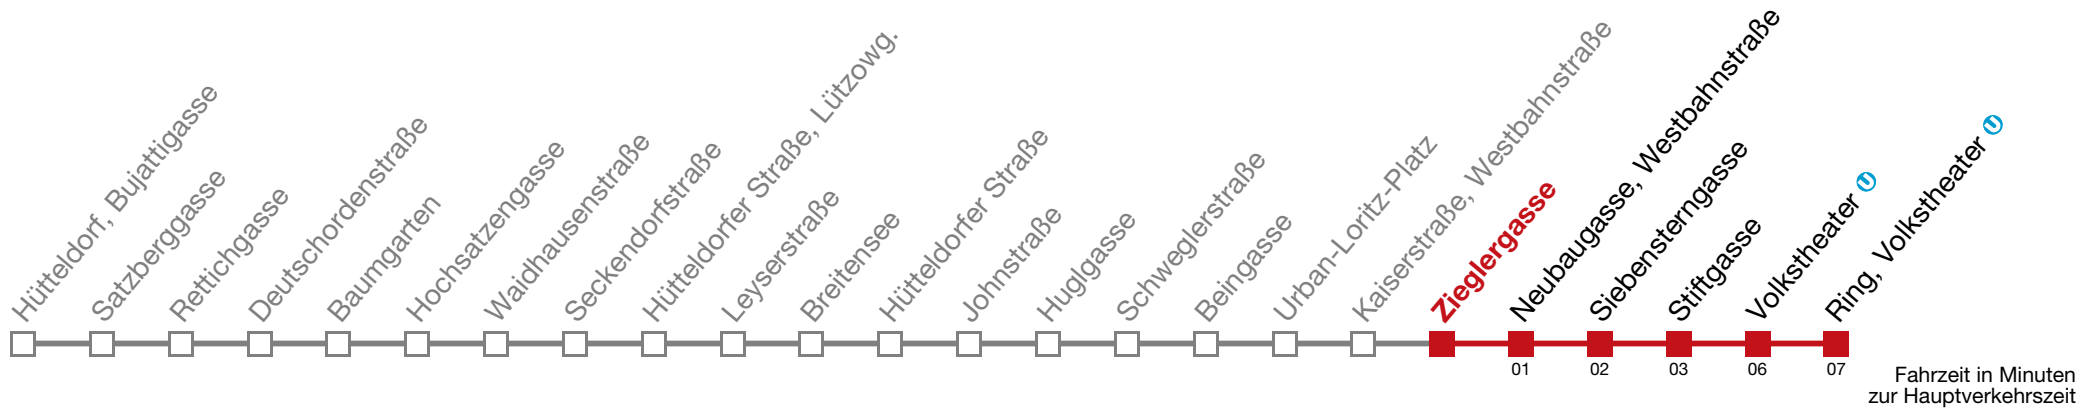 Hütteldorf, Bujattigasse
Satzberggasse
Rettichgasse
Deutschordenstraße
Baumgarten
Hochsatzengasse
Waidhausenstraße
Seckendorfstraße
Hütteldorfer Straße, Lützowg.
Leyserstraße
Breitensee
Hütteldorfer Straße
Johnstraße
Huglgasse
Schweglerstraße
Beingasse
Urban-Loritz-Platz
Kaiserstraße, Westbahnstraße
Zieglergasse
Neubaugasse, Westbahnstraße
Siebensterngasse
Stiftgasse
Volkstheater U
Ring, Volkstheater U
01 02 03 06 07
Fahrzeit in Minuten
zur Hauptverkehrszeit